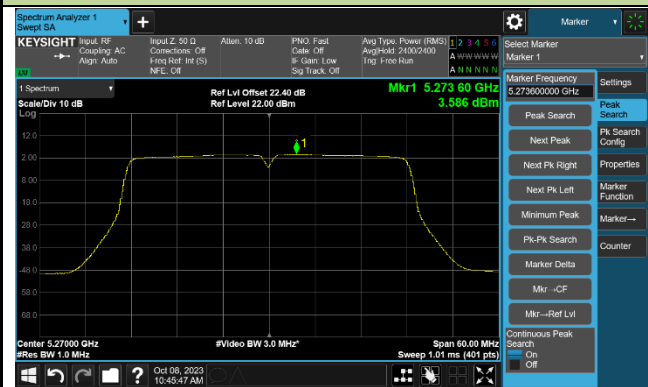 Spectrum Analyzer 1
Swept SA
Marker
KEYSIGHT
Input: RF
Coupling: AC
Align: Auto
Input Z: 50 Ω
Corrections: Off
Freq Ref: Int (S)
NFE: Off
Atten: 10 dB
PNO: Fast
Gate: Off
IF Gain: Low
Sig Track: Off
Avg Type: Power (RMS)
Avg|Hold: 2400/2400
Trig: Free Run
1 2 3 4 5 6
A W W W W W
A N N N N N
Select Marker
Marker 1
1 Spectrum
Scale/Div 10 dB
Log
Ref Lvl Offset 22.40 dB
Ref Level 22.00 dBm
Mkr1 5.273 60 GHz
3.586 dBm
1
12.0
2.00
-8.00
-18.0
-28.0
-38.0
-48.0
-58.0
-68.0
Center 5.27000 GHz
#Res BW 1.0 MHz
#Video BW 3.0 MHz*
Span 60.00 MHz
Sweep 1.01 ms (401 pts)
Marker Frequency
5.273600000 GHz
Peak Search
Next Peak
Next Pk Right
Next Pk Left
Minimum Peak
Pk-Pk Search
Marker Delta
Mkr→CF
Mkr→Ref Lvl
Continuous Peak
Search
On
Off
Settings
Peak
Search
Pk Search
Config
Properties
Marker
Function
Marker→
Counter
Oct 08, 2023
10:45:47 AM